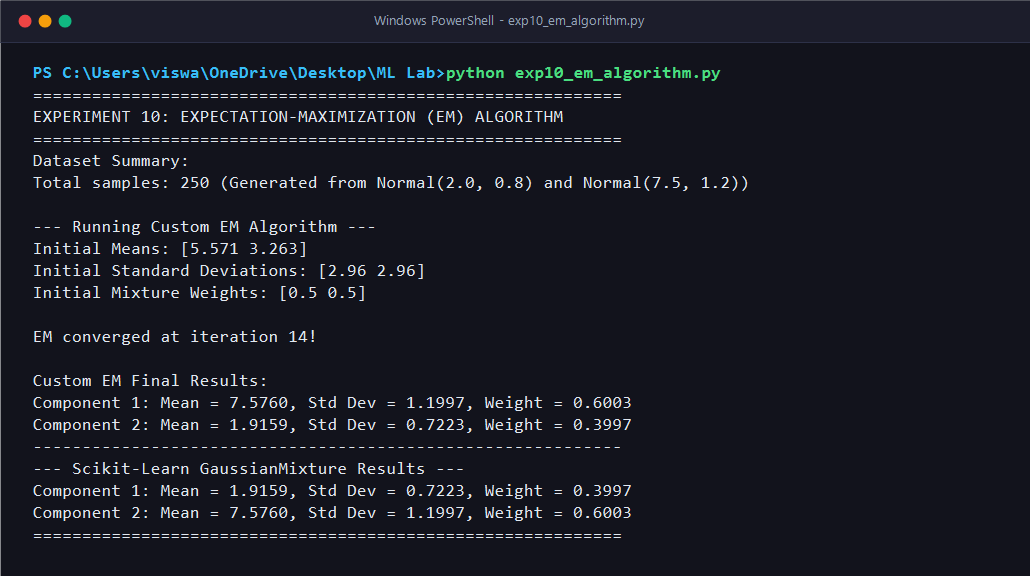 Windows PowerShell - exp10_em_algorithm.py
PS C:\Users\viswa\OneDrive\Desktop\ML Lab>python exp10_em_algorithm.py
============================================================
EXPERIMENT 10: EXPECTATION-MAXIMIZATION (EM) ALGORITHM
============================================================
Dataset Summary:
Total samples: 250 (Generated from Normal(2.0, 0.8) and Normal(7.5, 1.2))
--- Running Custom EM Algorithm ---
Initial Means: [5.571 3.263]
Initial Standard Deviations: [2.96 2.96]
Initial Mixture Weights: [0.5 0.5]
EM converged at iteration 14!
Custom EM Final Results:
Component 1: Mean = 7.5760, Std Dev = 1.1997, Weight = 0.6003
Component 2: Mean = 1.9159, Std Dev = 0.7223, Weight = 0.3997
------------------------------------------------------------
--- Scikit-Learn GaussianMixture Results ---
Component 1: Mean = 1.9159, Std Dev = 0.7223, Weight = 0.3997
Component 2: Mean = 7.5760, Std Dev = 1.1997, Weight = 0.6003
============================================================